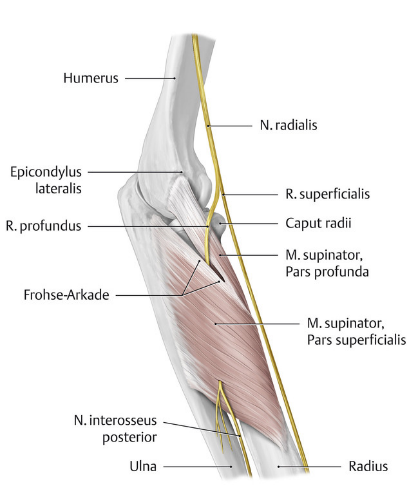 Humerus
N. radialis
Epicondylus
lateralis
R. superficialis
R. profundus
Caput radii
M. supinator,
Pars profunda
Frohse-Arkade
M. supinator,
Pars superficialis
N. interosseus
posterior
Ulna
Radius